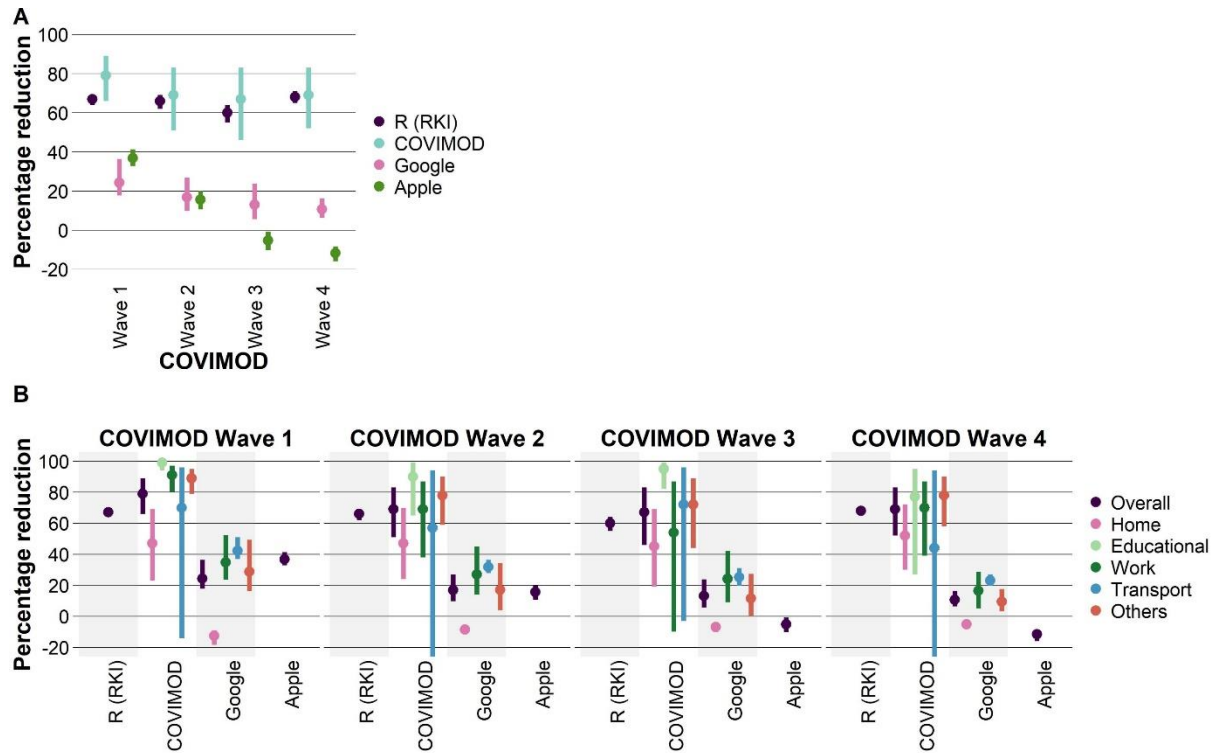 A
Percentage reduction
100
80
60
40
20
0
-20
R (RKI)
COVIMOD
Google
Apple
Wave 1
Wave 2
Wave 3
Wave 4
COVIMOD
B
Percentage reduction
COVIMOD Wave 1
COVIMOD Wave 2
COVIMOD Wave 3
COVIMOD Wave 4
100
80
60
40
20
0
-20
Overall
Home
Educational
Work
Transport
Others
R (RKI)
COVIMOD
Google
Apple
R (RKI)
COVIMOD
Google
Apple
R (RKI)
COVIMOD
Google
Apple
R (RKI)
COVIMOD
Google
Apple